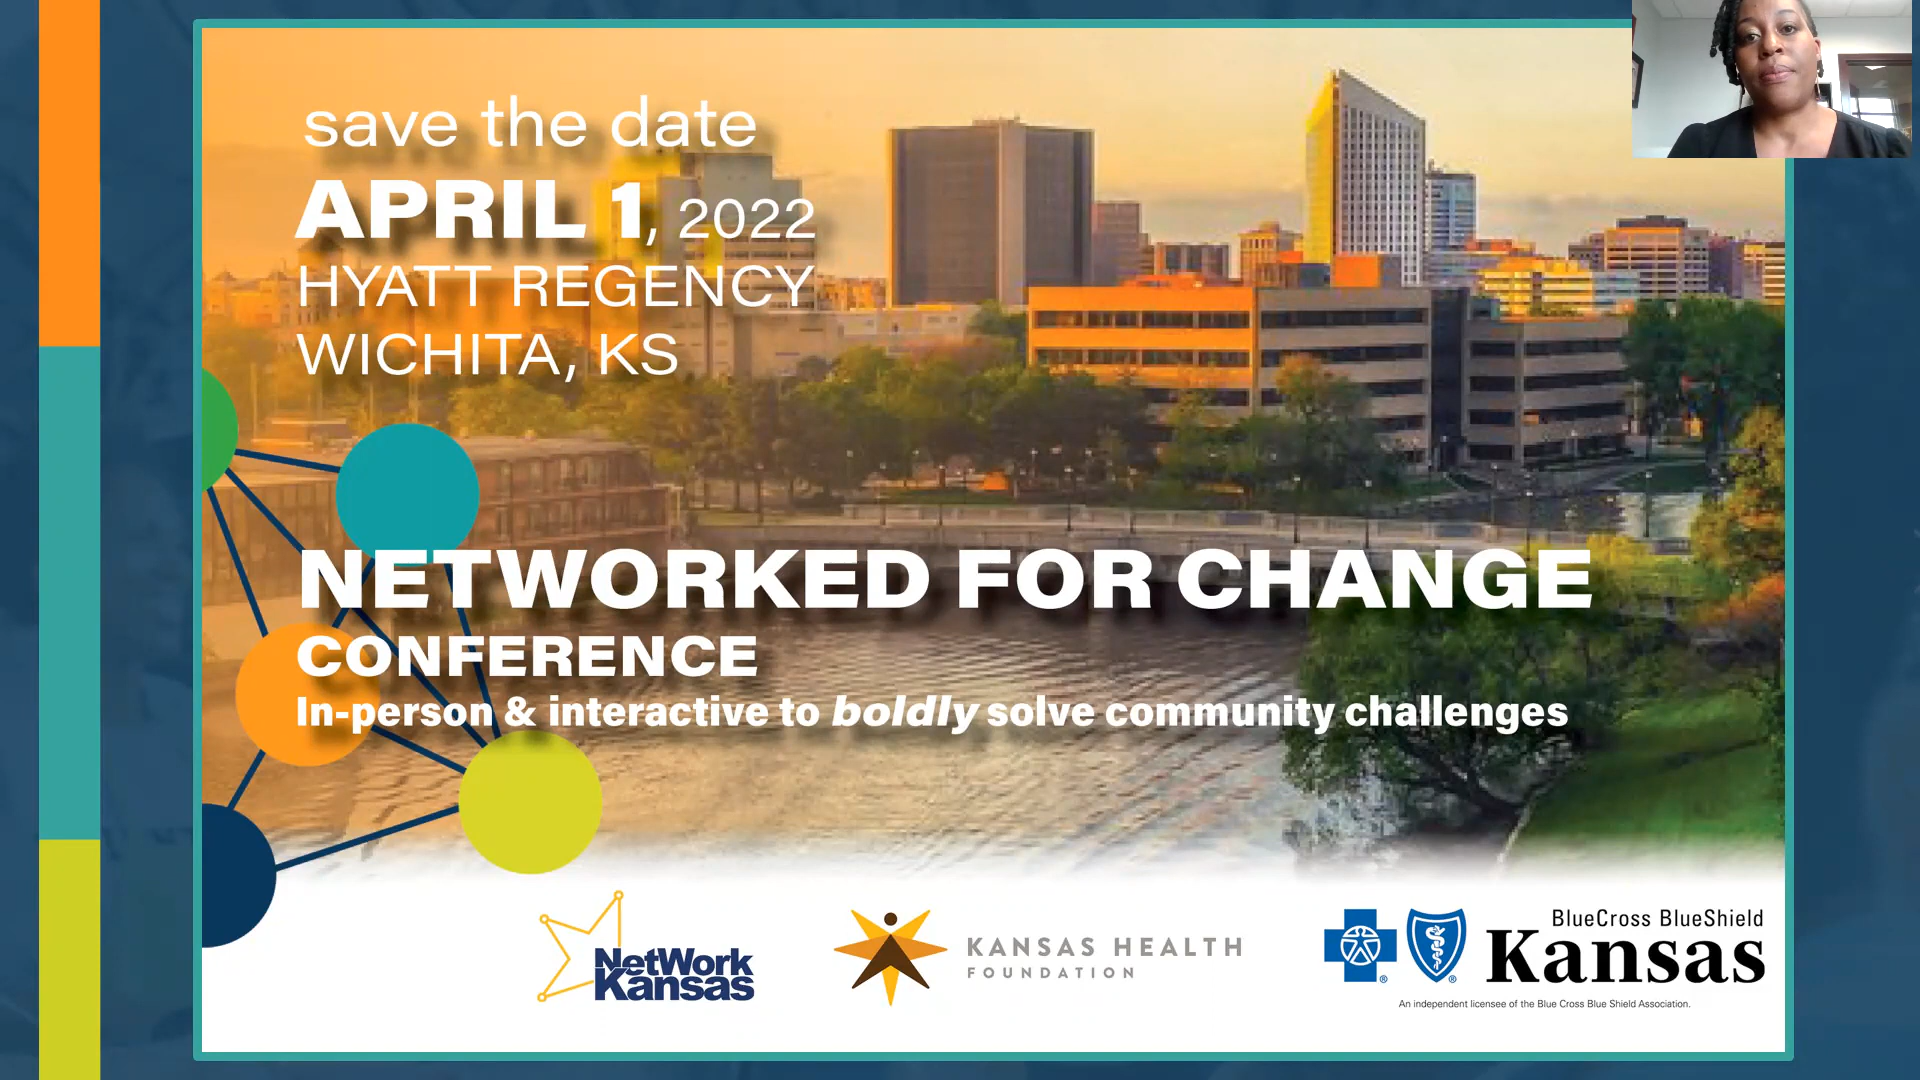 save the date
APRIL 1, 2022
HYATT REGENCY
WICHITA, KS
NETWORKED FOR CHANGE
CONFERENCE
In-person & interactive to boldly solve community challenges
NetWork
Kansas
KANSAS HEALTH
FOUNDATION
BlueCross BlueShield
Kansas
An independent licensee of the Blue Cross Blue Shield Association.